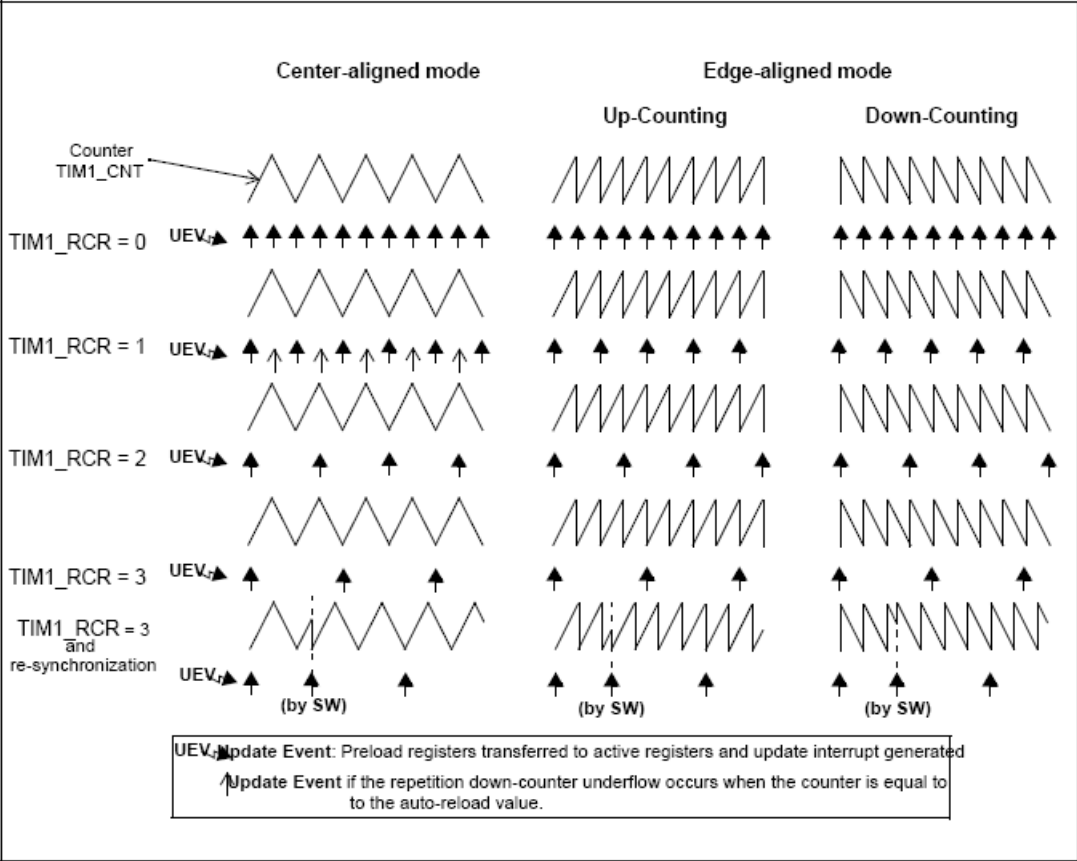 Center-aligned mode
Edge-aligned mode
Up-Counting
Down-Counting
Counter
TIM1_CNT
TIM1_RCR = 0
UEV
TIM1_RCR = 1
UEV
TIM1_RCR = 2
UEV
TIM1_RCR = 3
UEV
TIM1_RCR = 3
and
re-synchronization
UEV
(by SW)
(by SW)
(by SW)
UEV Update Event: Preload registers transferred to active registers and update interrupt generated
Update Event if the repetition down-counter underflow occurs when the counter is equal to
to the auto-reload value.